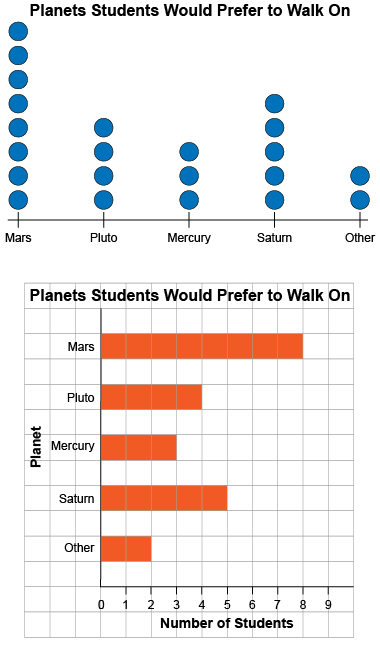 Planets Students Would Prefer to Walk On
Mars Pluto Mercury Saturn Other
Planets Students Would Prefer to Walk On
Planet
Mars
Pluto
Mercury
Saturn
Other
0 1 2 3 4 5 6 7 8 9
Number of Students